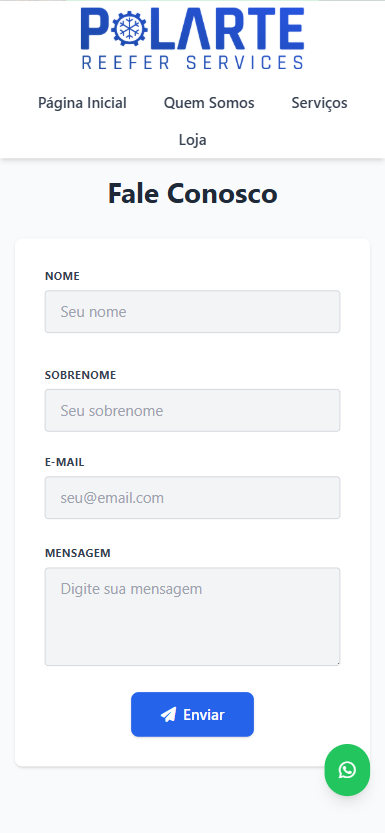 POLARTE
REEFER SERVICES
Página Inicial Quem Somos Serviços
Loja
Fale Conosco
NOME
Seu nome
SOBRENOME
Seu sobrenome
E-MAIL
seu@email.com
MENSAGEM
Digite sua mensagem
Enviar